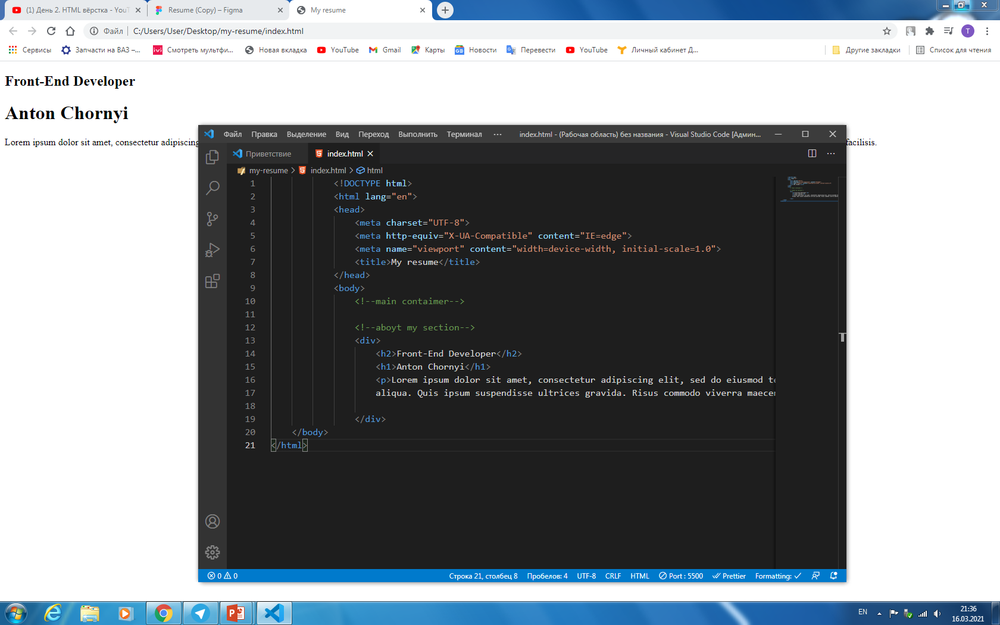 (1) День 2. HTML вёрстка - YouT
Resume (Copy) – Figma
My resume
Файл
C:/Users/User/Desktop/my-resume/index.html
T
Сервисы
Запчасти на ВАЗ –...
ivi
Смотреть мультфи...
Новая вкладка
YouTube
Gmail
Карты
Новости
Перевести
YouTube
Личный кабинет Д...
Другие закладки
Список для чтения
Front-End Developer
Anton Chornyi
Lorem ipsum dolor sit amet, consectetur adipiscing
facilisis.
Файл Правка Выделение Вид Переход Выполнить Терминал ···
index.html - (Рабочая область) без названия - Visual Studio Code [Админ...
Приветствие
index.html
my-resume > index.html > html
1 <!DOCTYPE html>
2 <html lang="en">
3 <head>
4 <meta charset="UTF-8">
5 <meta http-equiv="X-UA-Compatible" content="IE=edge">
6 <meta name="viewport" content="width=device-width, initial-scale=1.0">
7 <title>My resume</title>
8 </head>
9 <body>
10 <!--main contaimer-->
11
12 <!--aboyt my section-->
13 <div>
14 <h2>Front-End Developer</h2>
15 <h1>Anton Chornyi</h1>
16 <p>Lorem ipsum dolor sit amet, consectetur adipiscing elit, sed do eiusmod te
17 aliqua. Quis ipsum suspendisse ultrices gravida. Risus commodo viverra maecen
18
19 </div>
20 </body>
21 </html>
0 0
Строка 21, столбец 8
Пробелов: 4
UTF-8
CRLF
HTML
Port : 5500
Prettier
Formatting:
EN
21:36
16.03.2021